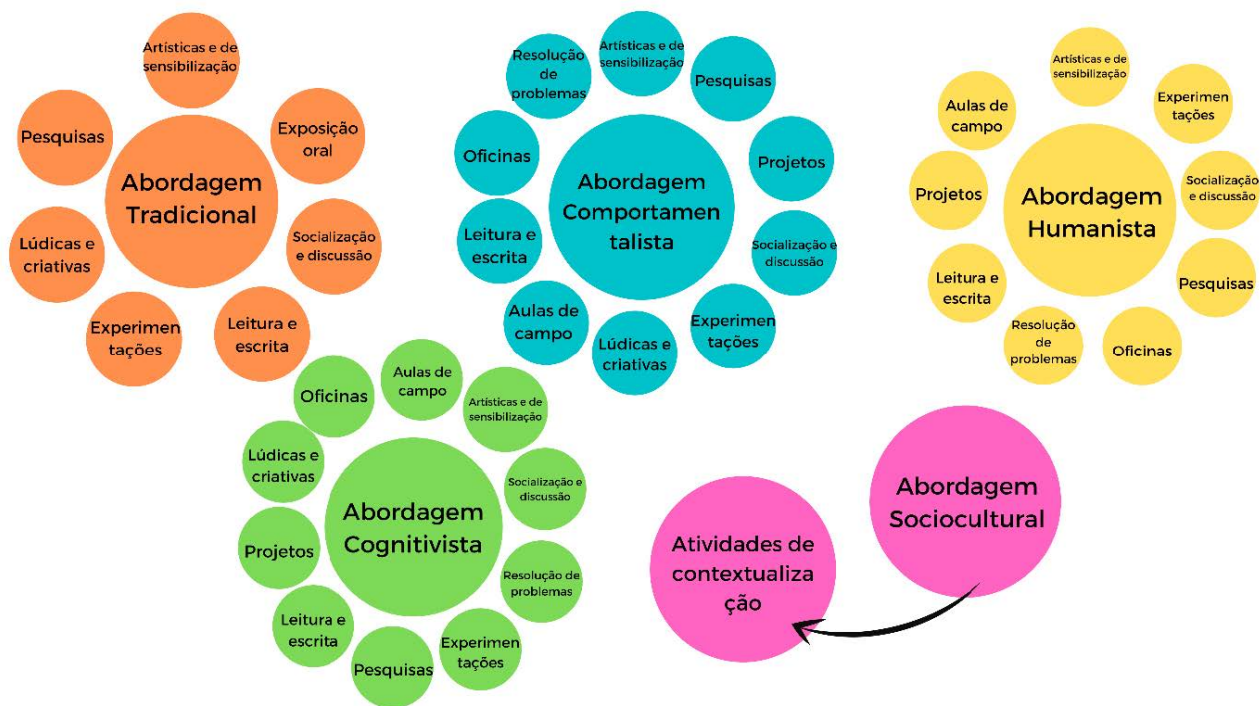 Artísticas e de
sensibilização
Exposição
oral
Socialização
e discussão
Leitura e
escrita
Experimen
tações
Lúdicas e
criativas
Pesquisas
Abordagem
Tradicional
Artísticas e de
sensibilização
Pesquisas
Projetos
Socialização e
discussão
Experimen
tações
Lúdicas e
criativas
Aulas de
campo
Leitura e
escrita
Oficinas
Resolução
de
problemas
Abordagem
Comportamen
talista
Artísticas e de
sensibilização
Experimen
tações
Socialização
e discussão
Pesquisas
Oficinas
Resolução
de
problemas
Leitura e
escrita
Projetos
Aulas de
campo
Abordagem
Humanista
Aulas de
campo
Artísticas e de
sensibilização
Socialização e
discussão
Resolução de
problemas
Experimen
tações
Pesquisas
Leitura e
escrita
Projetos
Lúdicas e
criativas
Oficinas
Abordagem
Cognitivista
Abordagem
Sociocultural
Atividades de
contextualiza
ção